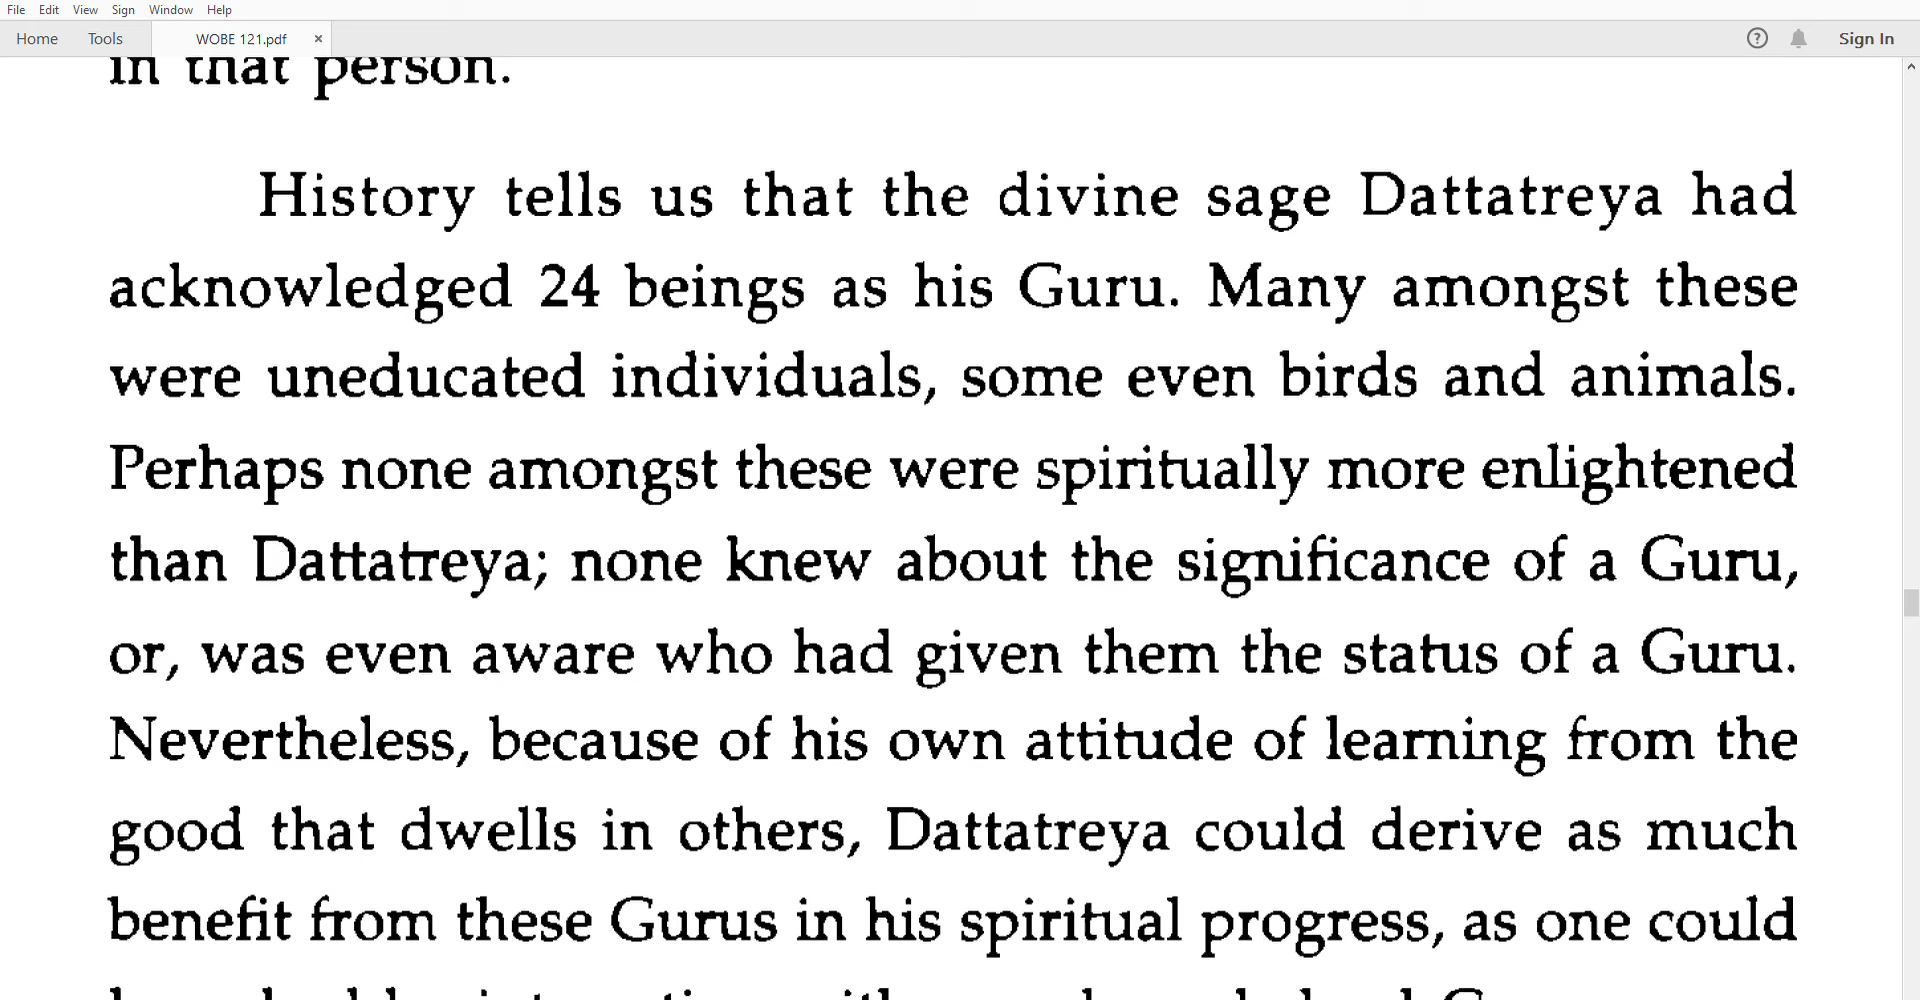 File Edit View Sign Window Help
Home Tools WOBE 121.pdf × ? Sign In
in that person.
History tells us that the divine sage Dattatreya had
acknowledged 24 beings as his Guru. Many amongst these
were uneducated individuals, some even birds and animals.
Perhaps none amongst these were spiritually more enlightened
than Dattatreya; none knew about the significance of a Guru,
or, was even aware who had given them the status of a Guru.
Nevertheless, because of his own attitude of learning from the
good that dwells in others, Dattatreya could derive as much
benefit from these Gurus in his spiritual progress, as one could